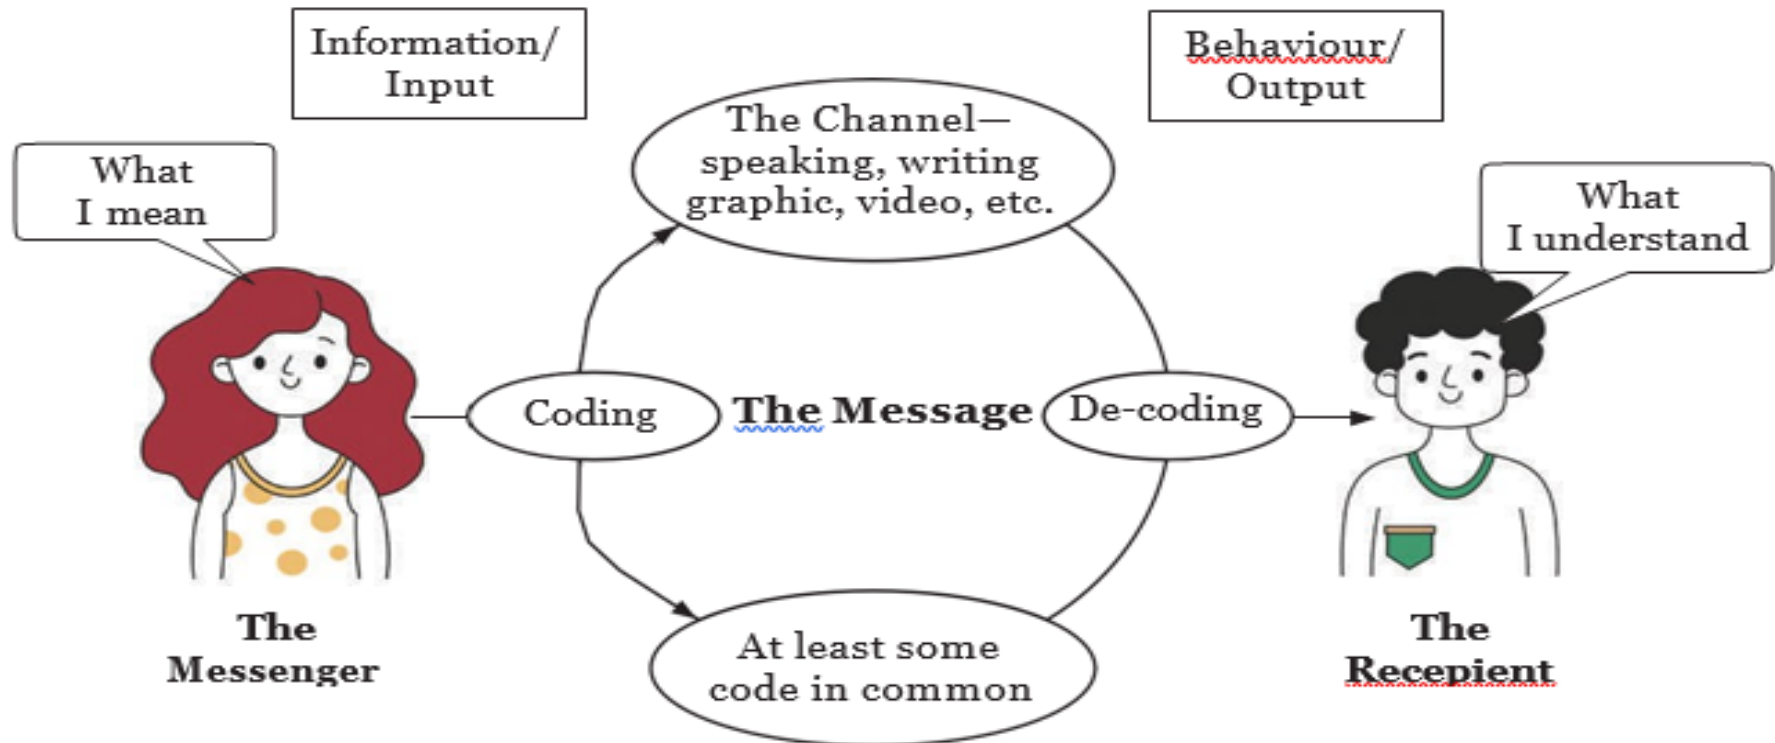 Information/
Input
Behaviour/
Output
The Channel—
speaking, writing
graphic, video, etc.
What
I mean
What
I understand
Coding
The Message
De-coding
The
Messenger
The
Recepient
At least some
code in common